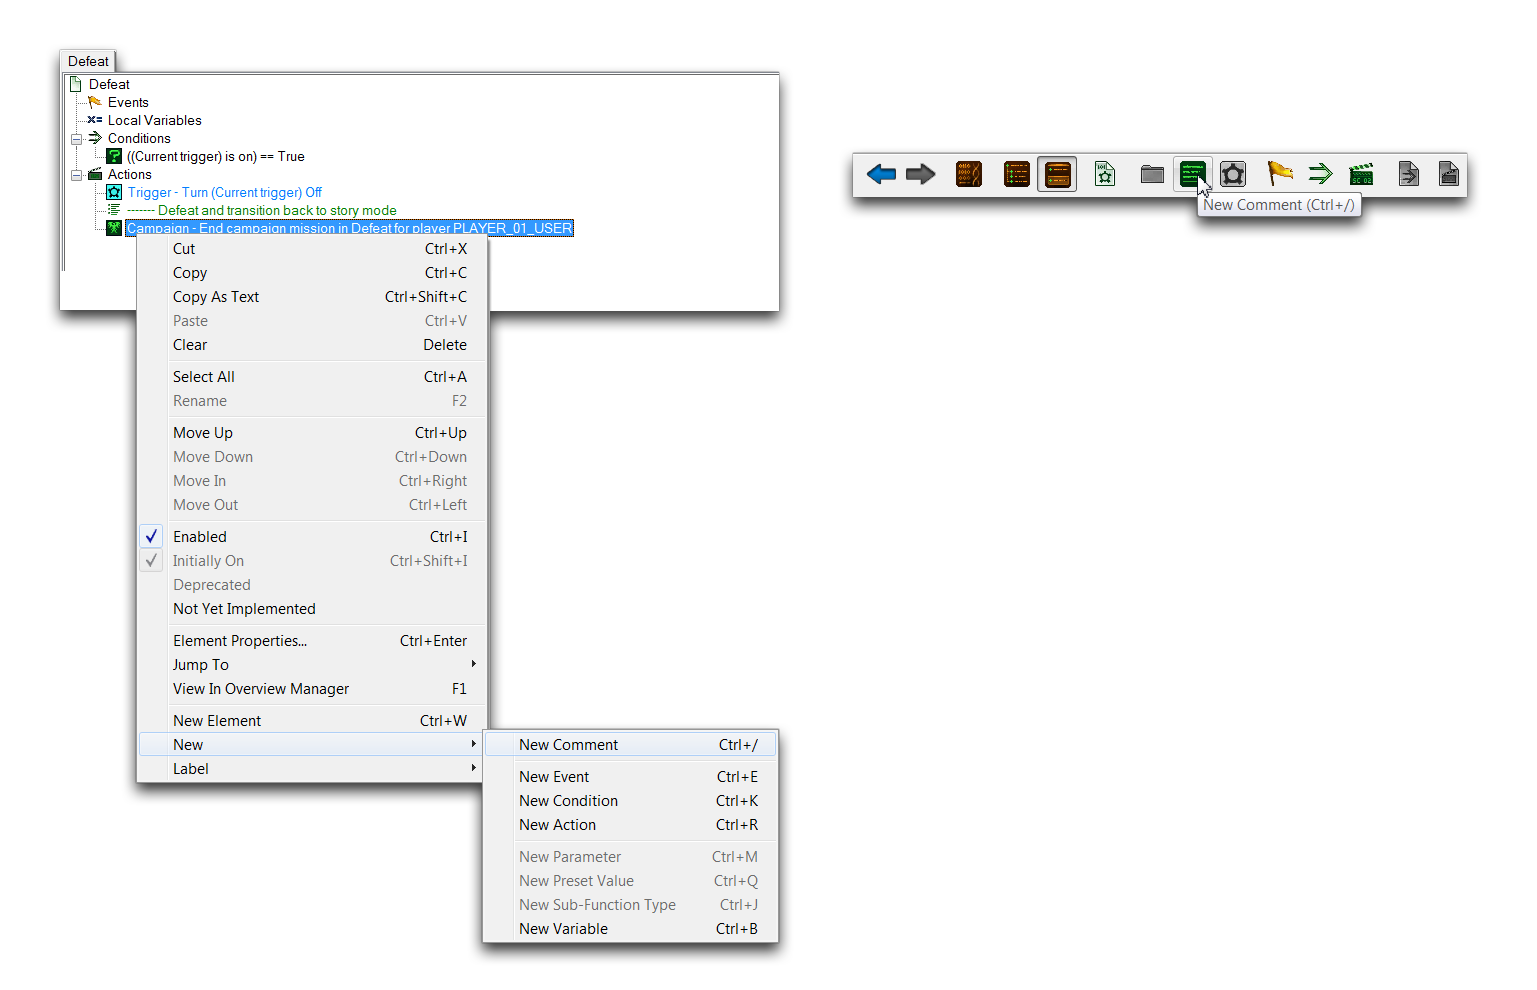 Defeat
Defeat
Events
Local Variables
Conditions
((Current trigger) is on) == True
Actions
Trigger - Turn (Current trigger) Off
------- Defeat and transition back to story mode
Campaign - End campaign mission in Defeat for player PLAYER_01_USER
Cut Ctrl+X
Copy Ctrl+C
Copy As Text Ctrl+Shift+C
Paste Ctrl+V
Clear Delete
Select All Ctrl+A
Rename F2
Move Up Ctrl+Up
Move Down Ctrl+Down
Move In Ctrl+Right
Move Out Ctrl+Left
Enabled Ctrl+I
Initially On Ctrl+Shift+I
Deprecated
Not Yet Implemented
Element Properties... Ctrl+Enter
Jump To
View In Overview Manager F1
New Element Ctrl+W
New
Label
New Comment Ctrl+/
New Event Ctrl+E
New Condition Ctrl+K
New Action Ctrl+R
New Parameter Ctrl+M
New Preset Value Ctrl+Q
New Sub-Function Type Ctrl+J
New Variable Ctrl+B
SC 02
New Comment (Ctrl+/)